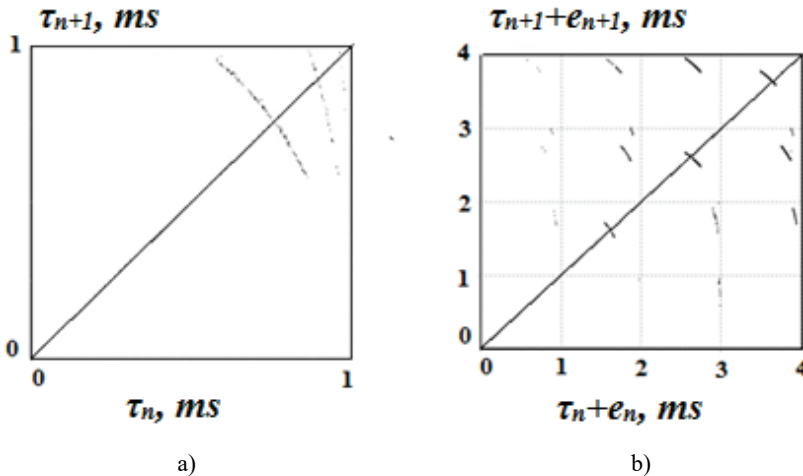 τn+1, ms
1
0
0 1
τn, ms
a)
τn+1+en+1, ms
4
3
2
1
0
0 1 2 3 4
τn+en, ms
b)